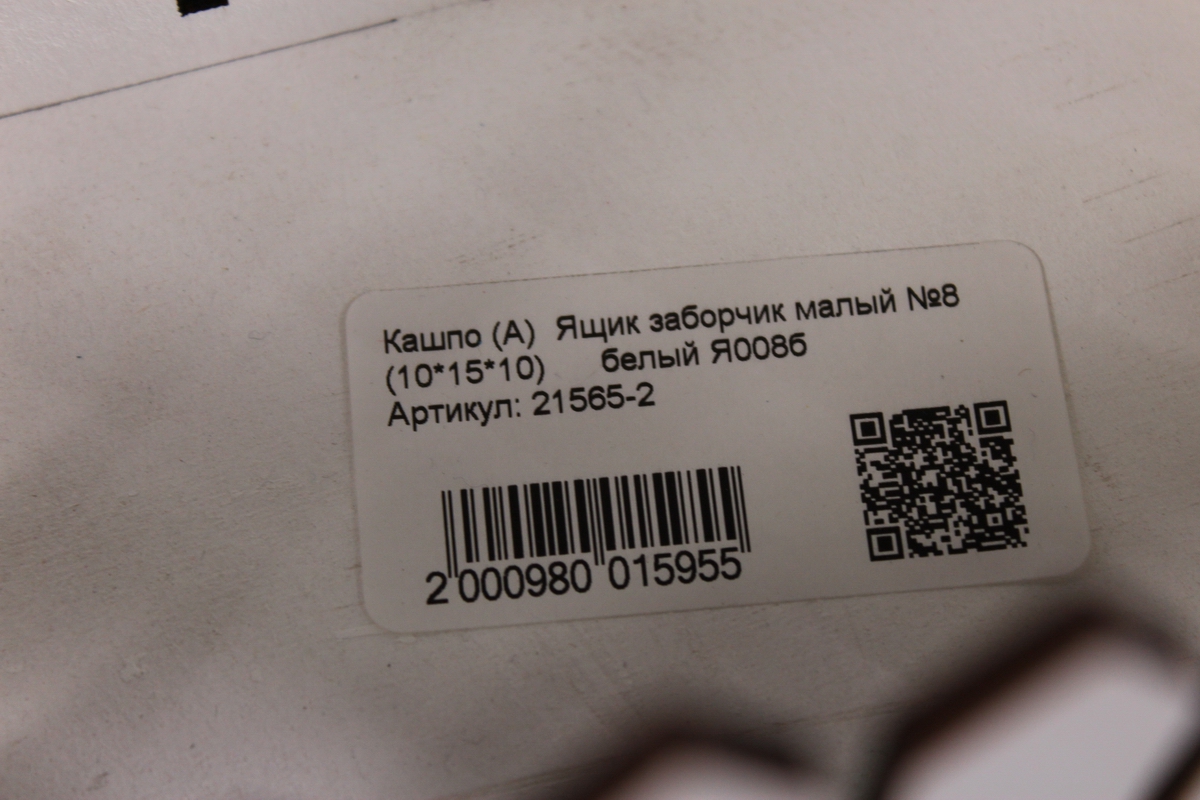 Кашпо (А) Ящик заборчик малый №8
(10*15*10) белый Я008б
Артикул: 21565-2
2 000980 015955